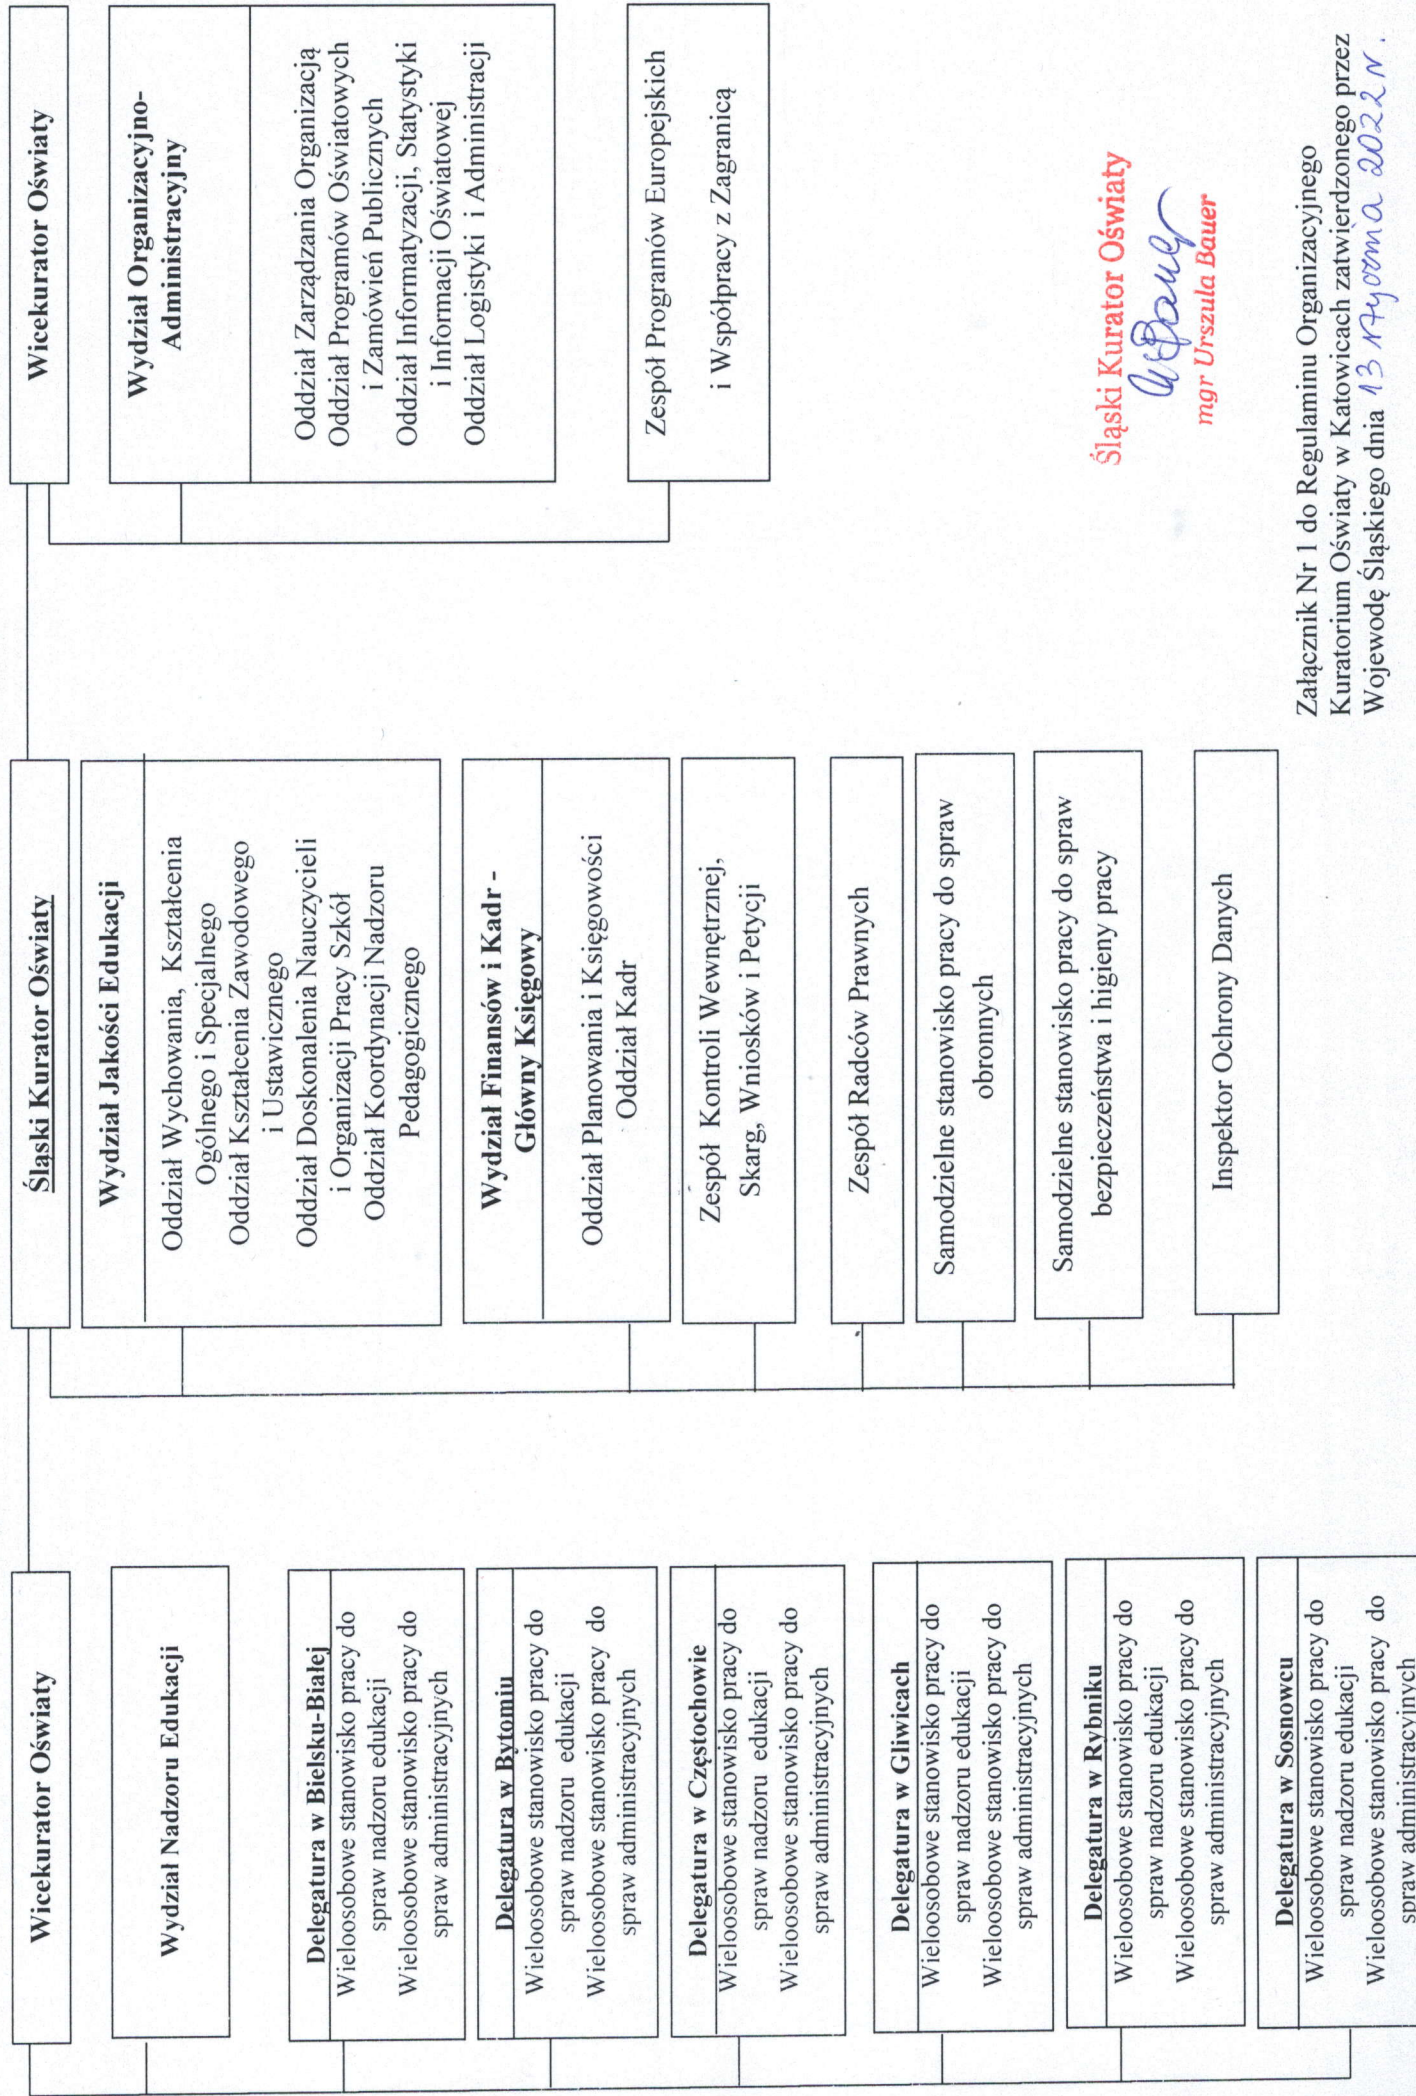 Wicekurator Oświaty
Wydział Nadzoru Edukacji
Delegatura w Bielsku-Białej
Wieloosobowe stanowisko pracy do
spraw nadzoru edukacji
Wieloosobowe stanowisko pracy do
spraw administracyjnych
Delegatura w Bytomiu
Wieloosobowe stanowisko pracy do
spraw nadzoru edukacji
Wieloosobowe stanowisko pracy do
spraw administracyjnych
Delegatura w Częstochowie
Wieloosobowe stanowisko pracy do
spraw nadzoru edukacji
Wieloosobowe stanowisko pracy do
spraw administracyjnych
Delegatura w Gliwicach
Wieloosobowe stanowisko pracy do
spraw nadzoru edukacji
Wieloosobowe stanowisko pracy do
spraw administracyjnych
Delegatura w Rybniku
Wieloosobowe stanowisko pracy do
spraw nadzoru edukacji
Wieloosobowe stanowisko pracy do
spraw administracyjnych
Delegatura w Sosnowcu
Wieloosobowe stanowisko pracy do
spraw nadzoru edukacji
Wieloosobowe stanowisko pracy do
spraw administracyjnych
Śląski Kurator Oświaty
Wydział Jakości Edukacji
Oddział Wychowania, Kształcenia
Ogólnego i Specjalnego
Oddział Kształcenia Zawodowego
i Ustawicznego
Oddział Doskonalenia Nauczycieli
i Organizacji Pracy Szkół
Oddział Koordynacji Nadzoru
Pedagogicznego
Wydział Finansów i Kadr -
Główny Księgowy
Oddział Planowania i Księgowości
Oddział Kadr
Zespół Kontroli Wewnętrznej,
Skarg, Wniosków i Petycji
Zespół Radców Prawnych
Samodzielne stanowisko pracy do spraw
obronnych
Samodzielne stanowisko pracy do spraw
bezpieczeństwa i higieny pracy
Inspektor Ochrony Danych
Wicekurator Oświaty
Wydział Organizacyjno-
Administracyjny
Oddział Zarządzania Organizacją
Oddział Programów Oświatowych
i Zamówień Publicznych
Oddział Informatyzacji, Statystyki
i Informacji Oświatowej
Oddział Logistyki i Administracji
Zespół Programów Europejskich
i Współpracy z Zagranicą
Śląski Kurator Oświaty
mgr Urszula Bauer
Załącznik Nr 1 do Regulaminu Organizacyjnego
Kuratorium Oświaty w Katowicach zatwierdzonego przez
Wojewodę Śląskiego dnia 13 stycznia 2022 r.